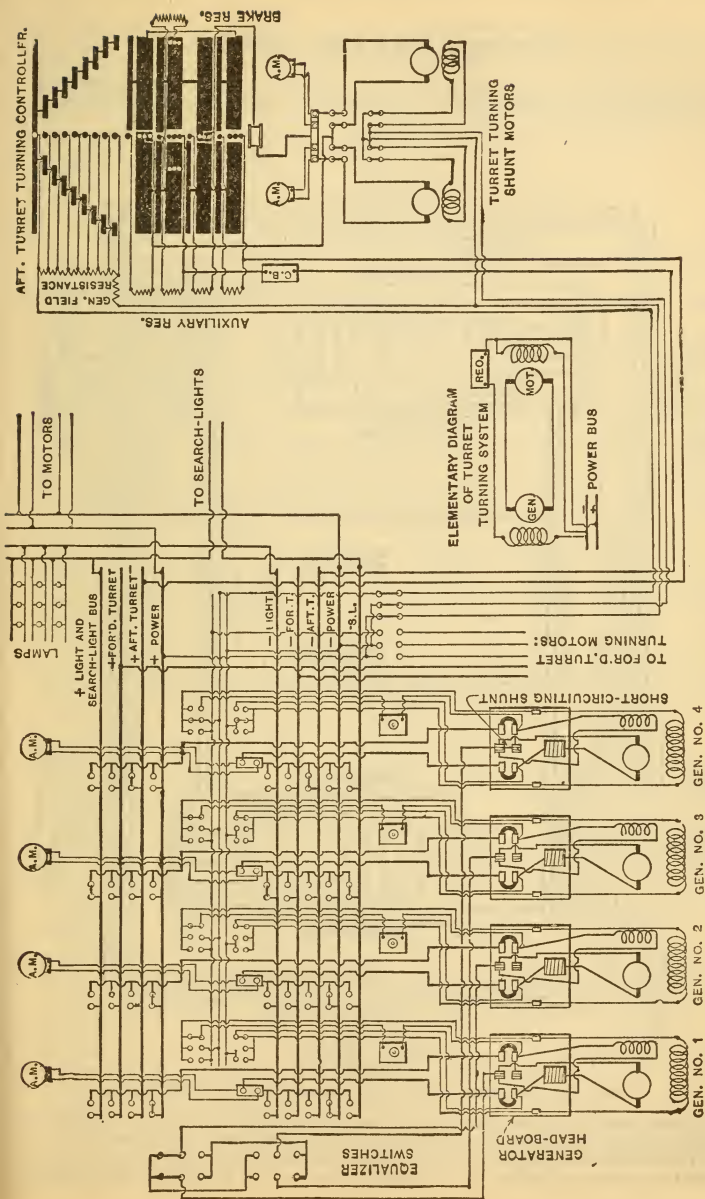 AFT. TURRET TURNING CONTROLLER.
BRAKE RES.
A.M.
A.M.
TURRET TURNING
SHUNT MOTORS
GEN. FIELD
RESISTANCE
AUXILIARY RES.
C.B.
TO MOTORS
TO SEARCH-LIGHTS
LAMPS
+ LIGHT AND
SEARCH-LIGHT BUS
+ FOR'D. TURRET
+ AFT. TURRET
+ POWER
REO.
MOT.
GEN.
ELEMENTARY DIAGRAM
OF TURRET
TURNING SYSTEM
- +
POWER BUS
- LIGHT
- FOR. T.
- AFT. T.
- POWER
- S.L.
TO FOR'D. TURRET
TURNING MOTORS:
A.M.
A.M.
A.M.
A.M.
SHORT-CIRCUITING SHUNT
EQUALIZER
SWITCHES
GENERATOR
HEAD-BOARD
GEN. NO. 1
GEN. NO. 2
GEN. NO. 3
GEN. NO. 4